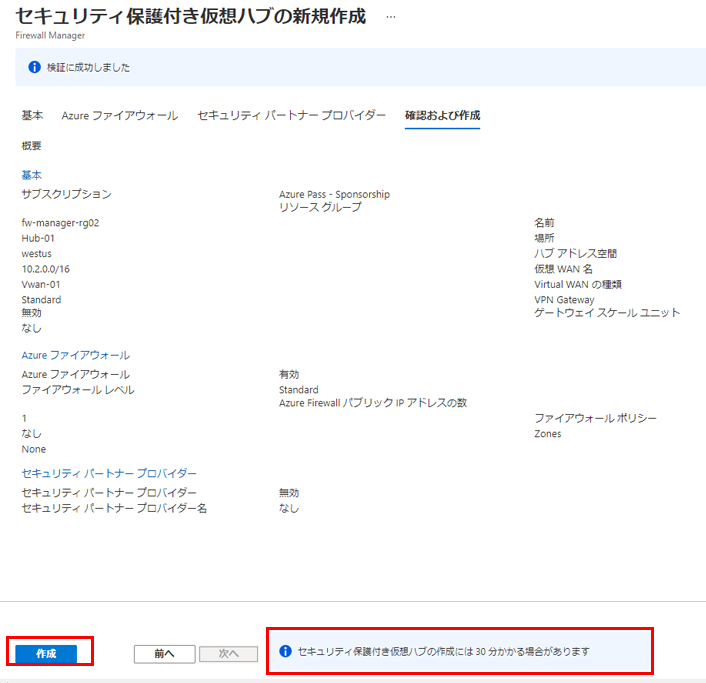 セキュリティ保護付き仮想ハブの新規作成 ...
Firewall Manager
検証に成功しました
基本 Azure ファイアウォール セキュリティ パートナー プロバイダー 確認および作成
概要
基本
サブスクリプション Azure Pass - Sponsorship
リソース グループ
fw-manager-rg02 名前
Hub-01 場所
westus ハブ アドレス空間
10.2.0.0/16 仮想 WAN 名
Vwan-01 Virtual WAN の種類
Standard VPN Gateway
無効 ゲートウェイ スケール ユニット
なし
Azure ファイアウォール
Azure ファイアウォール 有効
ファイアウォール レベル Standard
Azure Firewall パブリック IP アドレスの数
1 ファイアウォール ポリシー
なし Zones
None
セキュリティ パートナー プロバイダー
セキュリティ パートナー プロバイダー 無効
セキュリティ パートナー プロバイダー名 なし
作成 前へ 次へ セキュリティ保護付き仮想ハブの作成には 30 分かかる場合があります